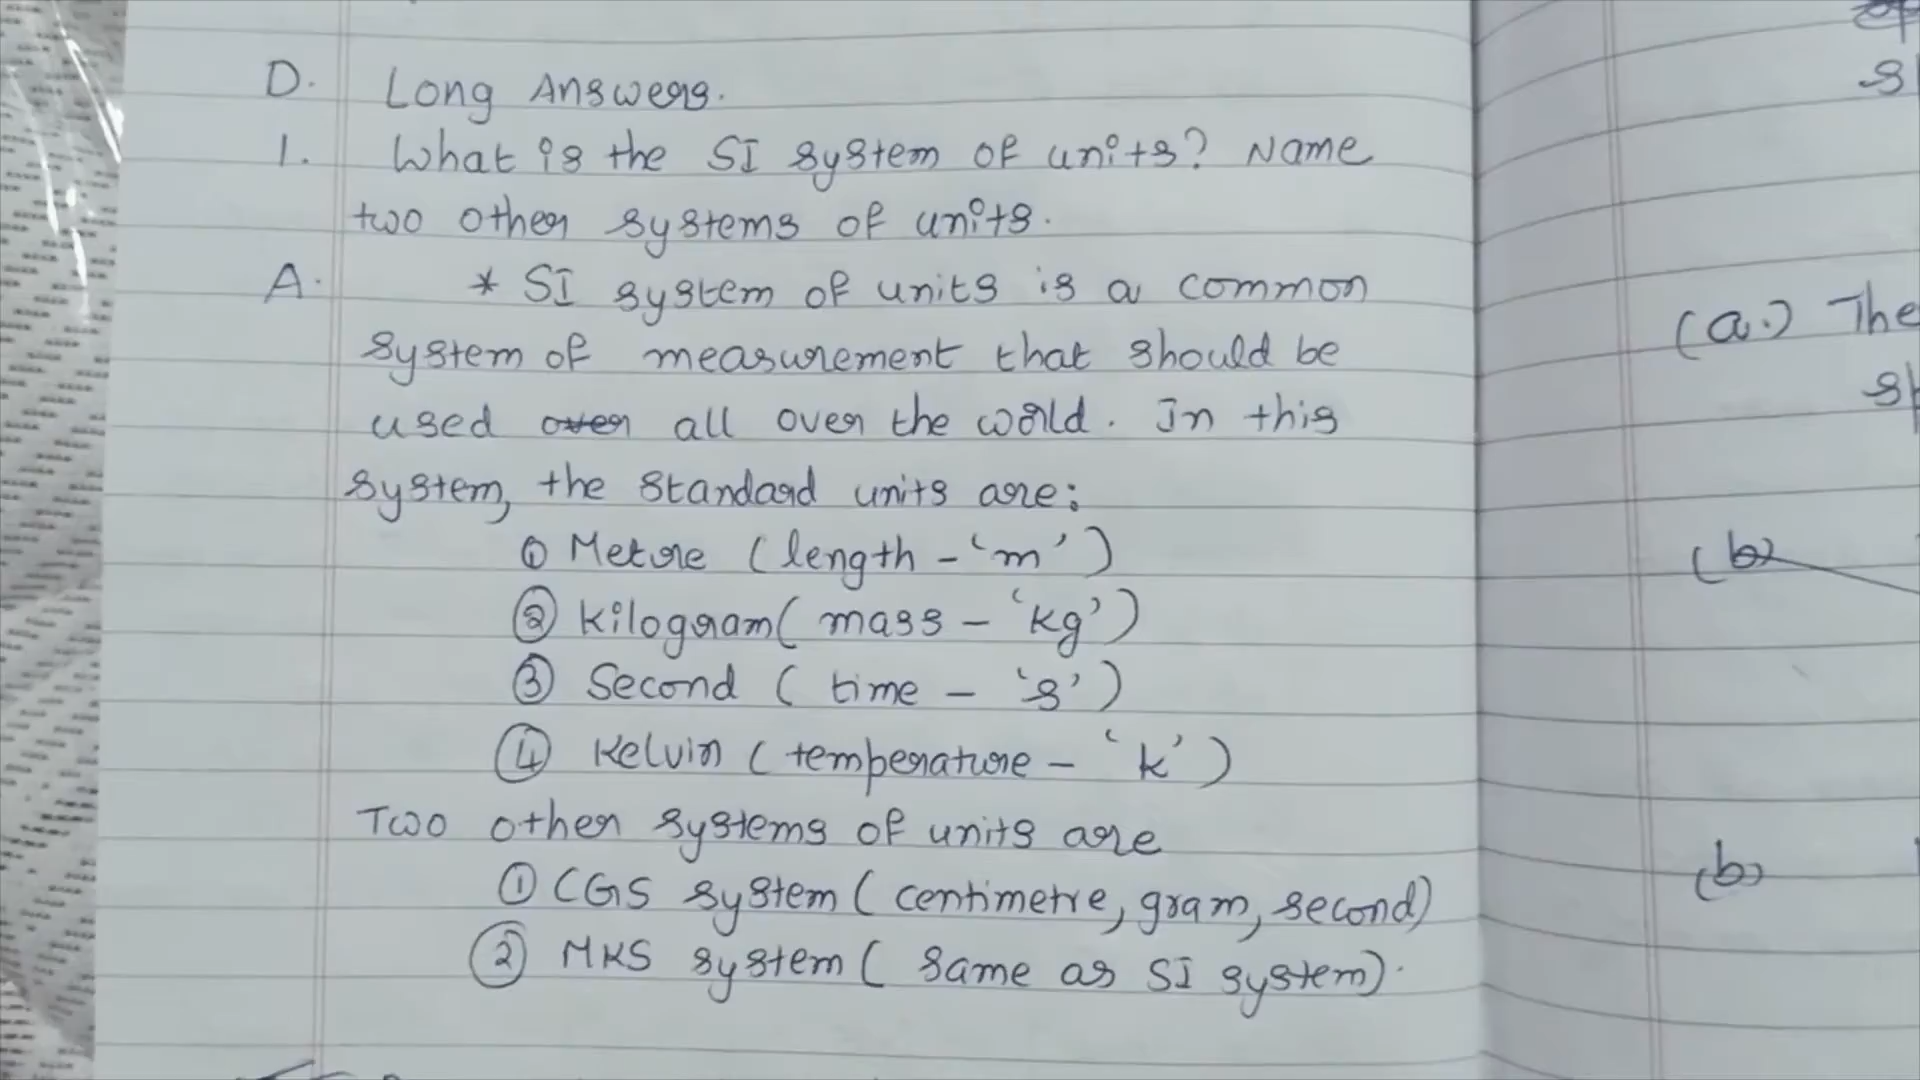 D. Long Answers.
1. What is the SI system of units? Name
two other systems of units.
A. * SI system of units is a common
system of measurement that should be
used over all over the world. In this
system, the standard units are:
① Metre (length - 'm')
② Kilogram( mass - 'kg')
③ Second ( time - 's')
④ Kelvin ( temperature - 'k')
Two other systems of units are
① CGS system ( centimetre, gram, second)
② MKS system ( same as SI system).
(a.) The
(b)
(b)